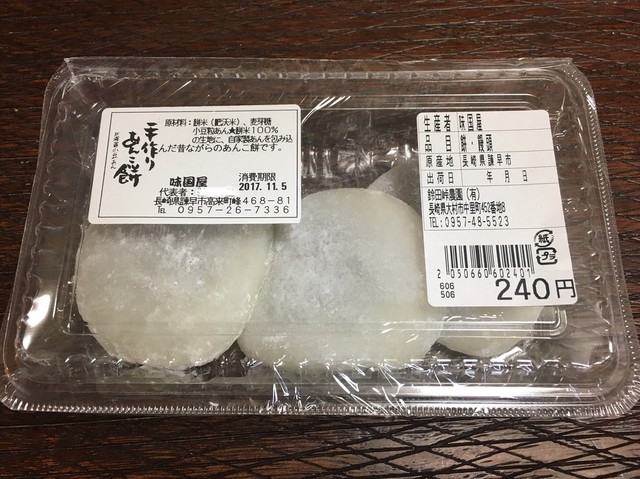 手作り
あんこ餅
原材料:餅米(肥沃米)、麦芽糖
小豆粒あん★餅米100%
の生地に、自家製あんを包み込
んだ昔ながらのあんこ餅です。
味国屋
消費期限
2017.11.5
代表者:
長崎県諫早市高来町峰468-81
TEL 0957-26-7336
生産者 味国屋
品目 餅・饅頭
原産地 長崎県諫早市
出荷日 年 月 日
鈴田峠農園(有)
長崎県大村市中里町452番地8
TEL:0957-48-5523
紙
プラ
2050660602401
606
506
240円